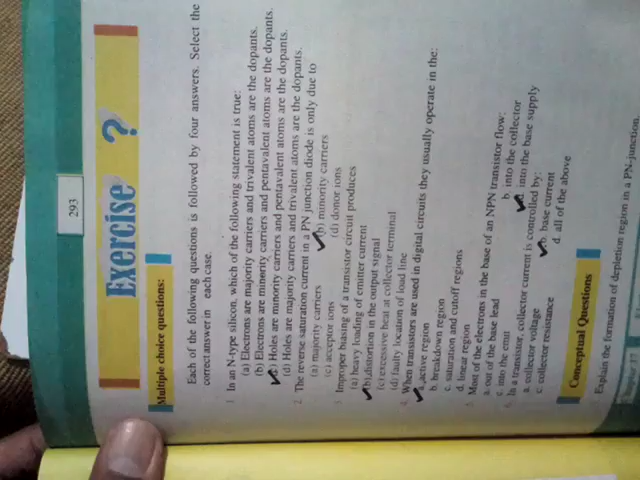 293
Exercise ?
Multiple choice questions:
Each of the following questions is followed by four answers. Select the
correct answer in each case.
1 In an N-type silicon, which of the following statement is true:
(a) Electrons are majority carriers and trivalent atoms are the dopants.
(b) Electrons are minority carriers and pentavalent atoms are the dopants.
(c) Holes are minority carriers and pentavalent atoms are the dopants.
(d) Holes are majority carriers and trivalent atoms are the dopants.
2 The reverse saturation current in a PN junction diode is only due to
(a) majority carriers (b) minority carriers
(c) acceptor ions (d) donor ions
3 Improper biasing of a transistor circuit produces
(a) heavy loading of emitter current
(b) distortion in the output signal
(c) excessive heat at collector terminal
(d) faulty location of load line
4 When transistors are used in digital circuits they usually operate in the:
a. active region
b. breakdown region
c. saturation and cutoff regions
d. linear region
5 Most of the electrons in the base of an NPN transistor flow:
a. out of the base lead b. into the collector
c. into the emit d. into the base supply
In a transistor, collector current is controlled by:
a. collector voltage b. base current
c. collector resistance d. all of the above
Conceptual Questions
Explain the formation of depletion region in a PN-junction.